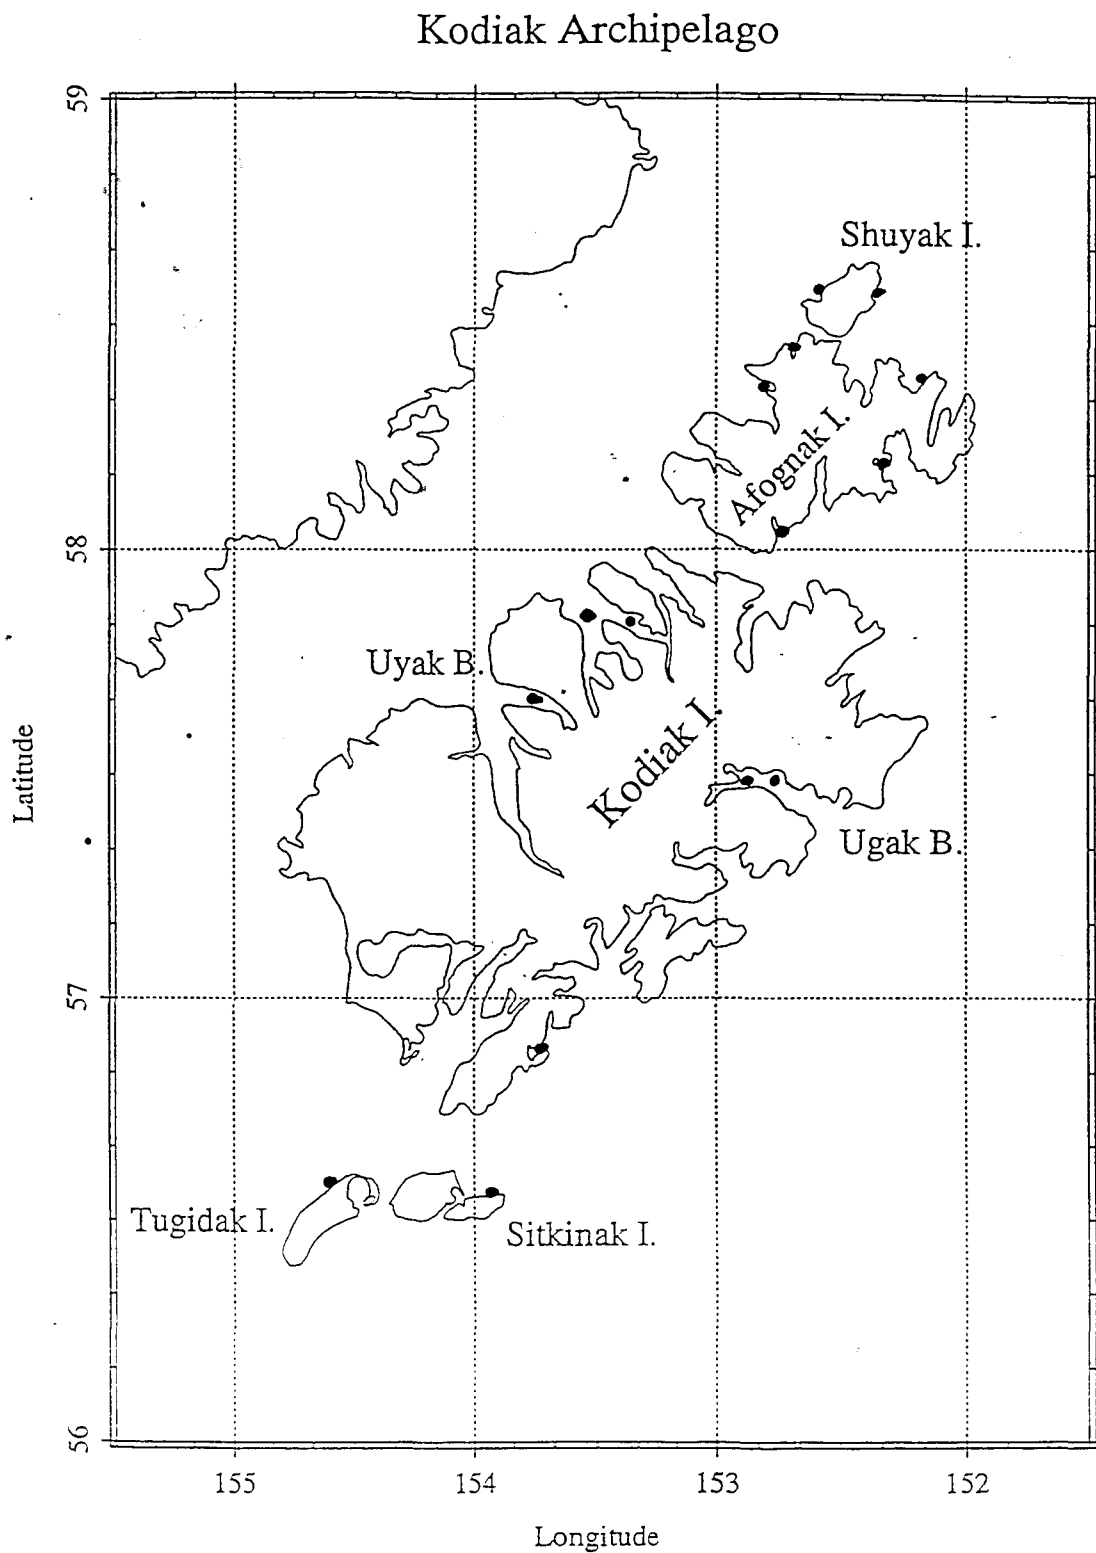 Kodiak Archipelago
59
Shuyak I.
Afognak I.
58
Uyak B.
Kodiak I.
Latitude
Ugak B.
57
Tugidak I.
Sitkinak I.
56
155 154 153 152
Longitude